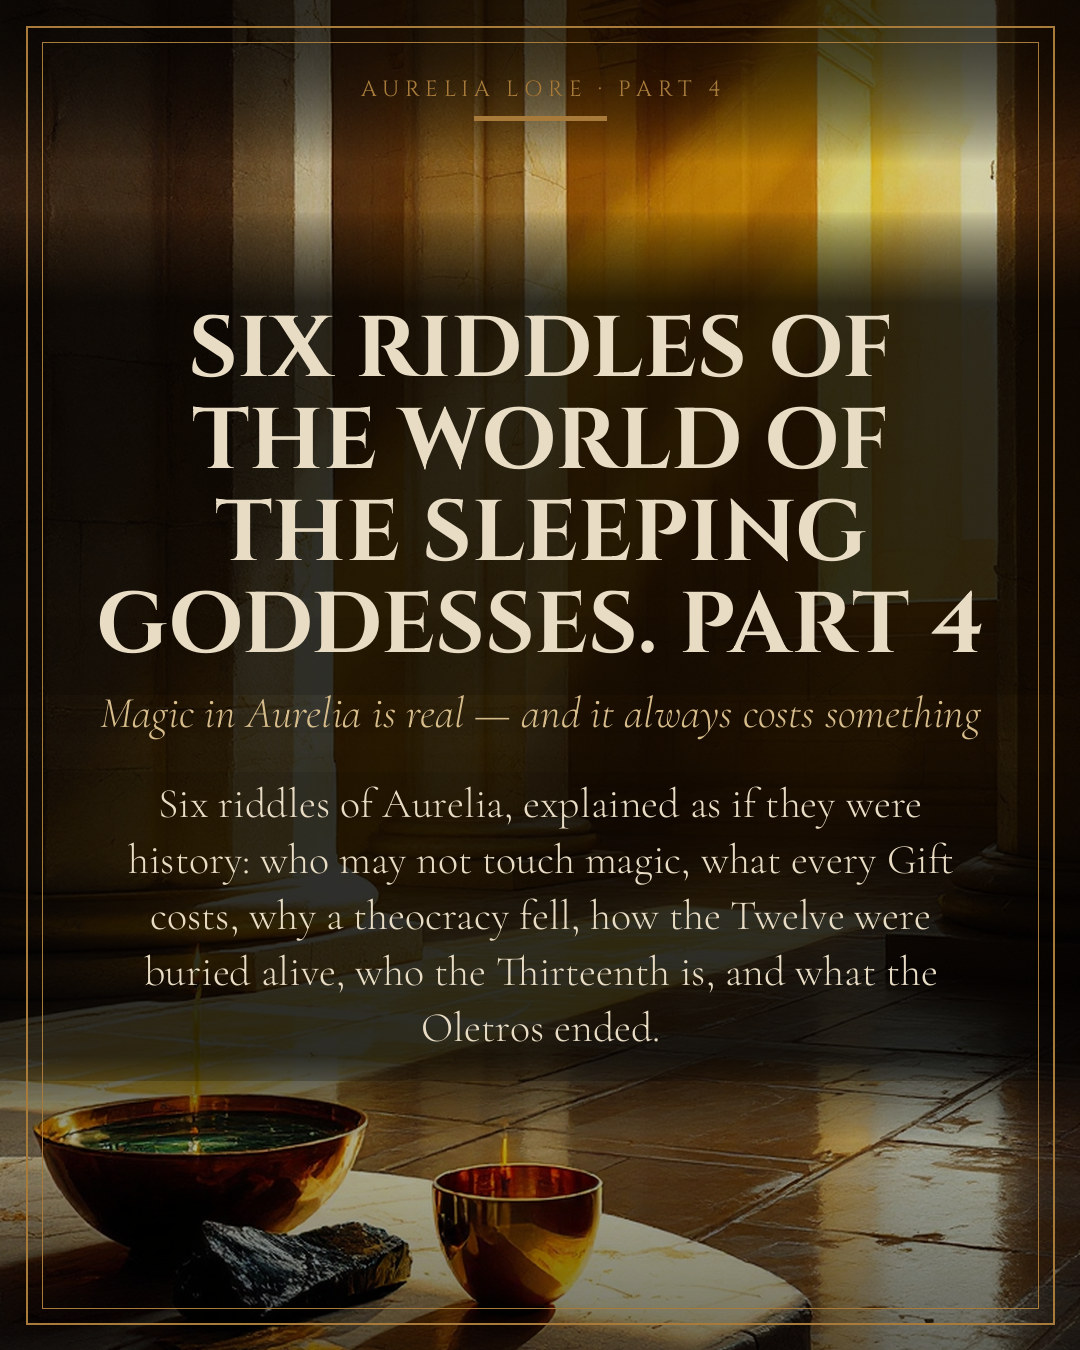 AURELIA LORE · PART 4
SIX RIDDLES OF
THE WORLD OF
THE SLEEPING
GODDESSES. PART 4
Magic in Aurelia is real — and it always costs something
Six riddles of Aurelia, explained as if they were
history: who may not touch magic, what every Gift
costs, why a theocracy fell, how the Twelve were
buried alive, who the Thirteenth is, and what the
Oletros ended.